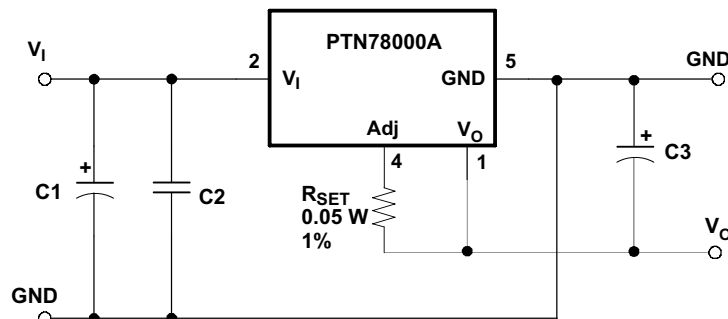 PTN78000A
V_I
2
V_I
GND
5
GND
Adj
V_O
4
1
+
C1
C2
R_SET
0.05 W
1%
+
C3
V_O
GND